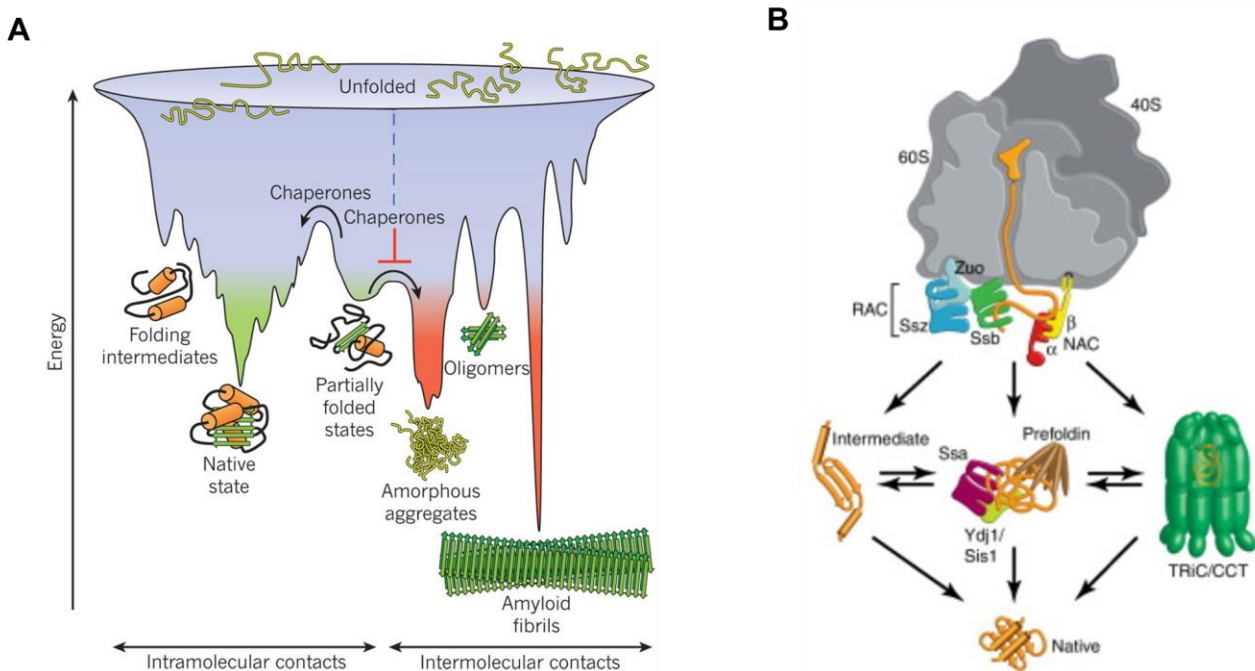 A
Unfolded
Chaperones
Chaperones
Energy
Folding
intermediates
Native
state
Partially
folded
states
Oligomers
Amorphous
aggregates
Amyloid
fibrils
Intramolecular contacts
Intermolecular contacts
B
40S
60S
Zuo
RAC
Ssz
Ssb
β
NAC
α
Intermediate
Prefoldin
Ssa
Ydj1/
Sis1
TRiC/CCT
Native